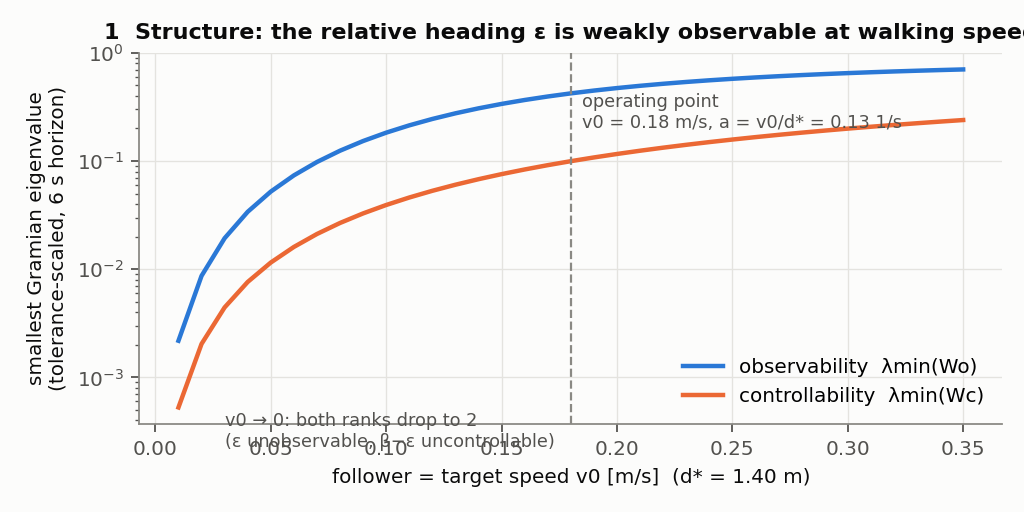 1 Structure: the relative heading ε is weakly observable at walking spee
smallest Gramian eigenvalue
(tolerance-scaled, 6 s horizon)
10⁰
10⁻¹
10⁻²
10⁻³
operating point
v0 = 0.18 m/s, a = v0/d* = 0.13 1/s
observability λmin(Wo)
controllability λmin(Wc)
v0 → 0: both ranks drop to 2
(ε unobservable, β−ε uncontrollable)
0.00 0.05 0.10 0.15 0.20 0.25 0.30 0.35
follower = target speed v0 [m/s] (d* = 1.40 m)